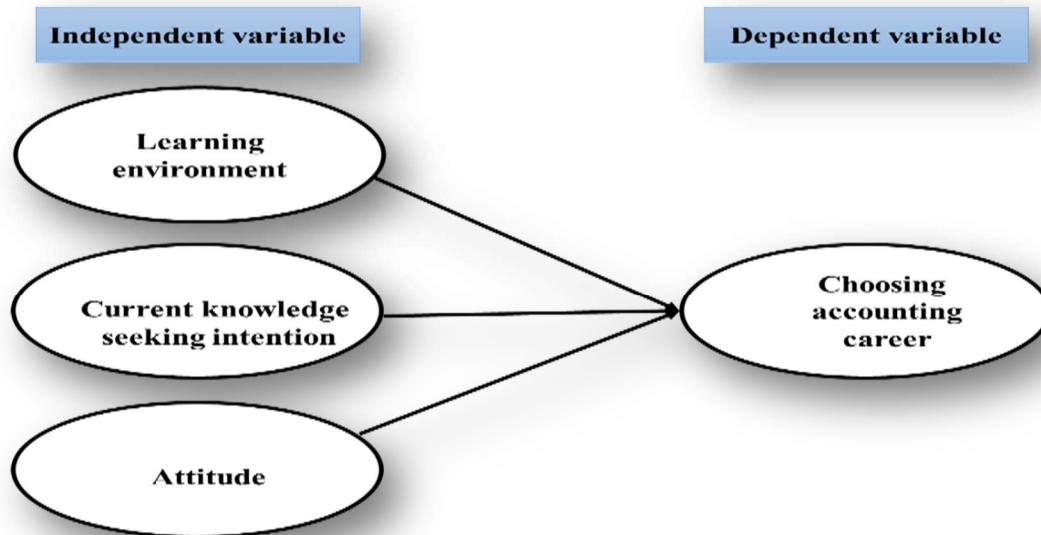 Independent variable
Dependent variable
Learning
environment
Current knowledge
seeking intention
Attitude
Choosing
accounting
career